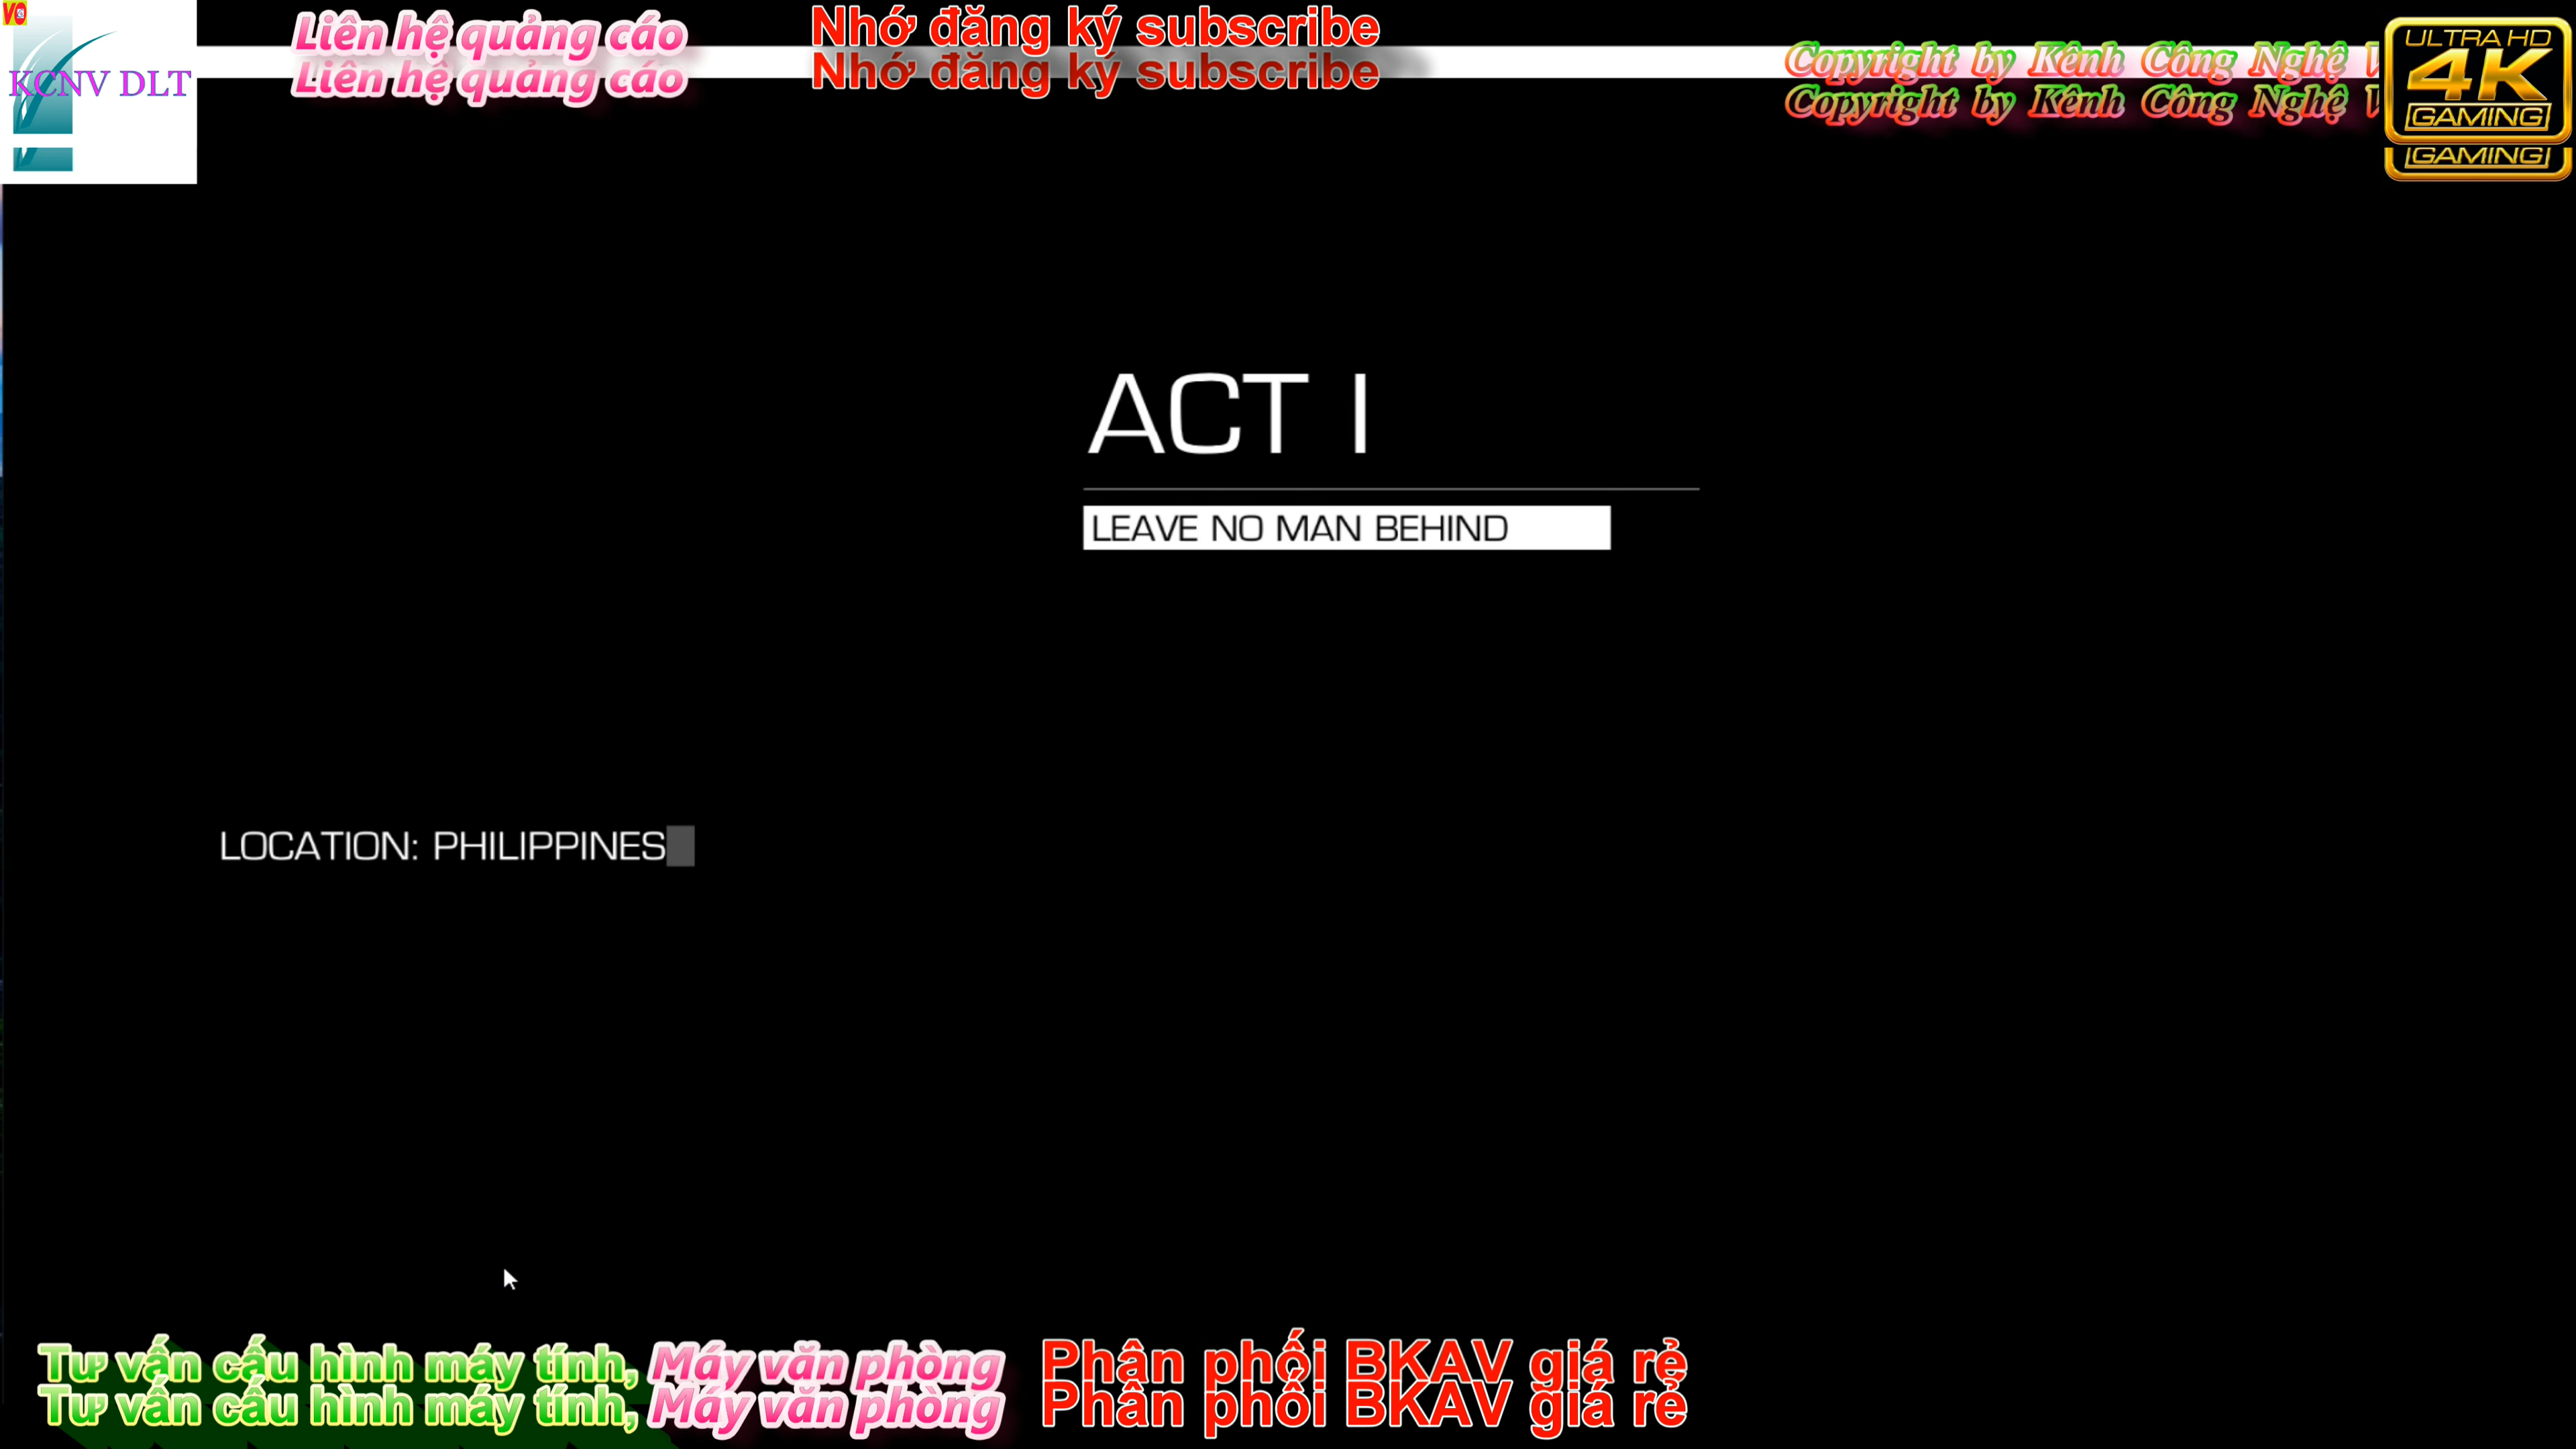 VO
KCNV DLT
Liên hệ quảng cáo
Liên hệ quảng cáo
Nhớ đăng ký subscribe
Nhớ đăng ký subscribe
Copyright by Kênh Công Nghệ V
Copyright by Kênh Công Nghệ V
ULTRA HD
4K
GAMING
GAMING
ACT I
LEAVE NO MAN BEHIND
LOCATION: PHILIPPINES
Tư vấn cấu hình máy tính, Máy văn phòng
Tư vấn cấu hình máy tính, Máy văn phòng
Phân phối BKAV giá rẻ
Phân phối BKAV giá rẻ